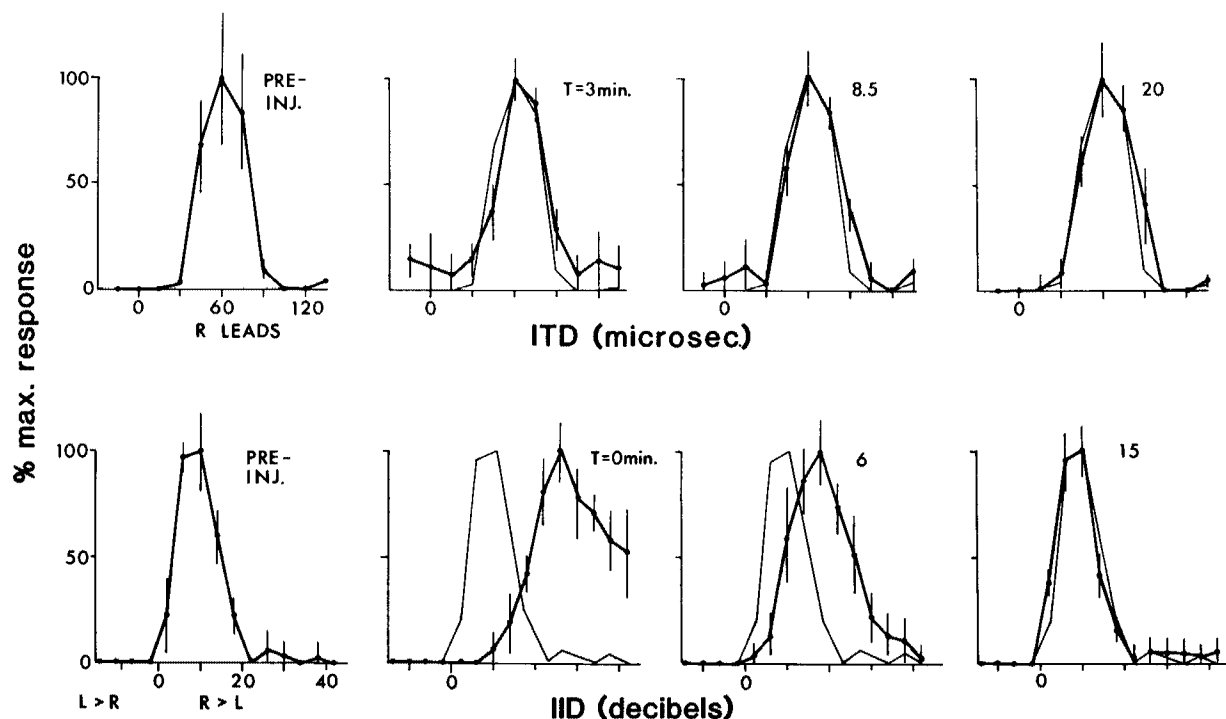 PRE-
INJ.
T=3min.
8.5
20
100
50
0
0 60 120
R LEADS
0
0
0
ITD (microsec.)
% max. response
PRE-
INJ.
T=0min.
6
15
100
50
0
0 20 40
L>R R>L
0
0
0
IID (decibels)